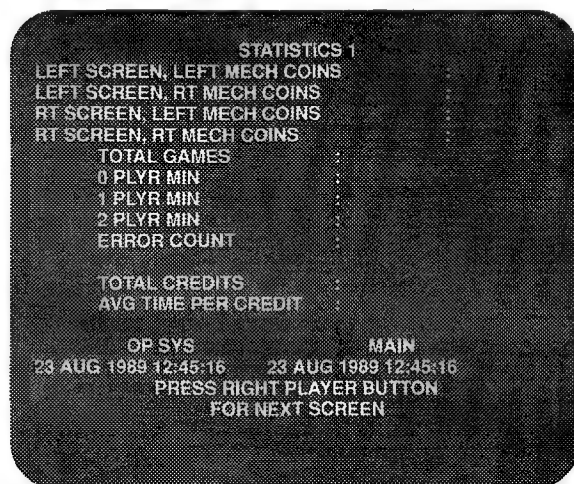 STATISTICS 1
LEFT SCREEN, LEFT MECH COINS :
LEFT SCREEN, RT MECH COINS :
RT SCREEN, LEFT MECH COINS :
RT SCREEN, RT MECH COINS :
TOTAL GAMES :
0 PLYR MIN :
1 PLYR MIN :
2 PLYR MIN :
ERROR COUNT :
TOTAL CREDITS :
AVG TIME PER CREDIT :
OP SYS MAIN
23 AUG 1989 12:45:16 23 AUG 1989 12:45:16
PRESS RIGHT PLAYER BUTTON
FOR NEXT SCREEN